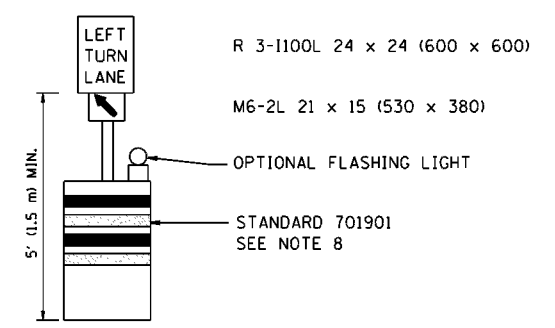 LEFT
TURN
LANE
R 3-I100L 24 x 24 (600 x 600)
M6-2L 21 x 15 (530 x 380)
OPTIONAL FLASHING LIGHT
STANDARD 701901
SEE NOTE 8
5' (1.5 m) MIN.